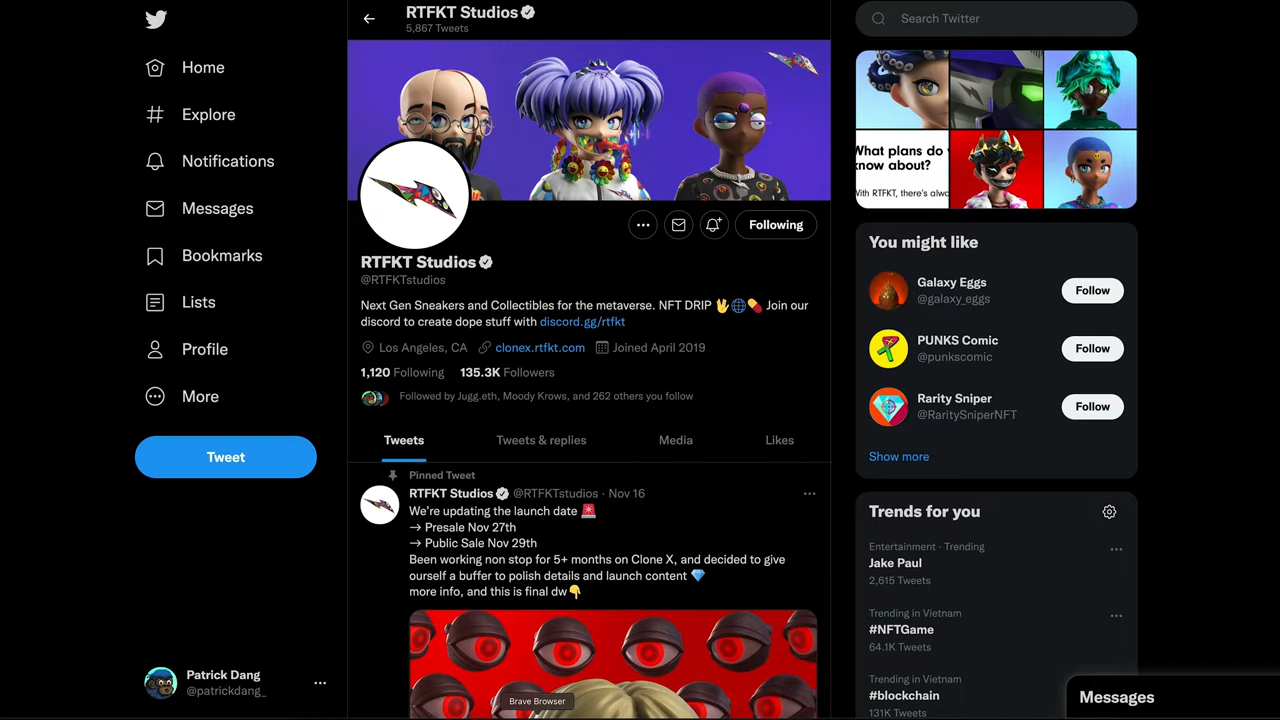 Home
Explore
Notifications
Messages
Bookmarks
Lists
Profile
More
Tweet
Patrick Dang
@patrickdang_
RTFKT Studios
5,867 Tweets
Following
RTFKT Studios
@RTFKTstudios
Next Gen Sneakers and Collectibles for the metaverse. NFT DRIP 🖖🌐💊 Join our
discord to create dope stuff with discord.gg/rtfkt
Los Angeles, CA clonex.rtfkt.com Joined April 2019
1,120 Following 135.3K Followers
Followed by Jugg.eth, Moody Krows, and 262 others you follow
Tweets Tweets & replies Media Likes
Pinned Tweet
RTFKT Studios @RTFKTstudios · Nov 16
We're updating the launch date 🚨
→ Presale Nov 27th
→ Public Sale Nov 29th
Been working non stop for 5+ months on Clone X, and decided to give
ourself a buffer to polish details and launch content 💎
more info, and this is final dw👇
Brave Browser
Search Twitter
What plans do
know about?
With RTFKT, there's
You might like
Galaxy Eggs
@galaxy_eggs
Follow
PUNKS Comic
@punkscomic
Follow
Rarity Sniper
@RaritySniperNFT
Follow
Show more
Trends for you
Entertainment · Trending
Jake Paul
2,615 Tweets
Trending in Vietnam
#NFTGame
64.1K Tweets
Trending in Vietnam
#blockchain
131K Tweets
Messages